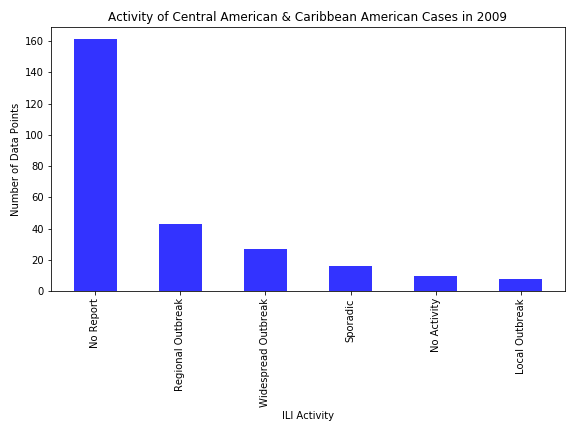 Activity of Central American & Caribbean American Cases in 2009
Number of Data Points
160
140
120
100
80
60
40
20
0
No Report
Regional Outbreak
Widespread Outbreak
Sporadic
No Activity
Local Outbreak
ILI Activity